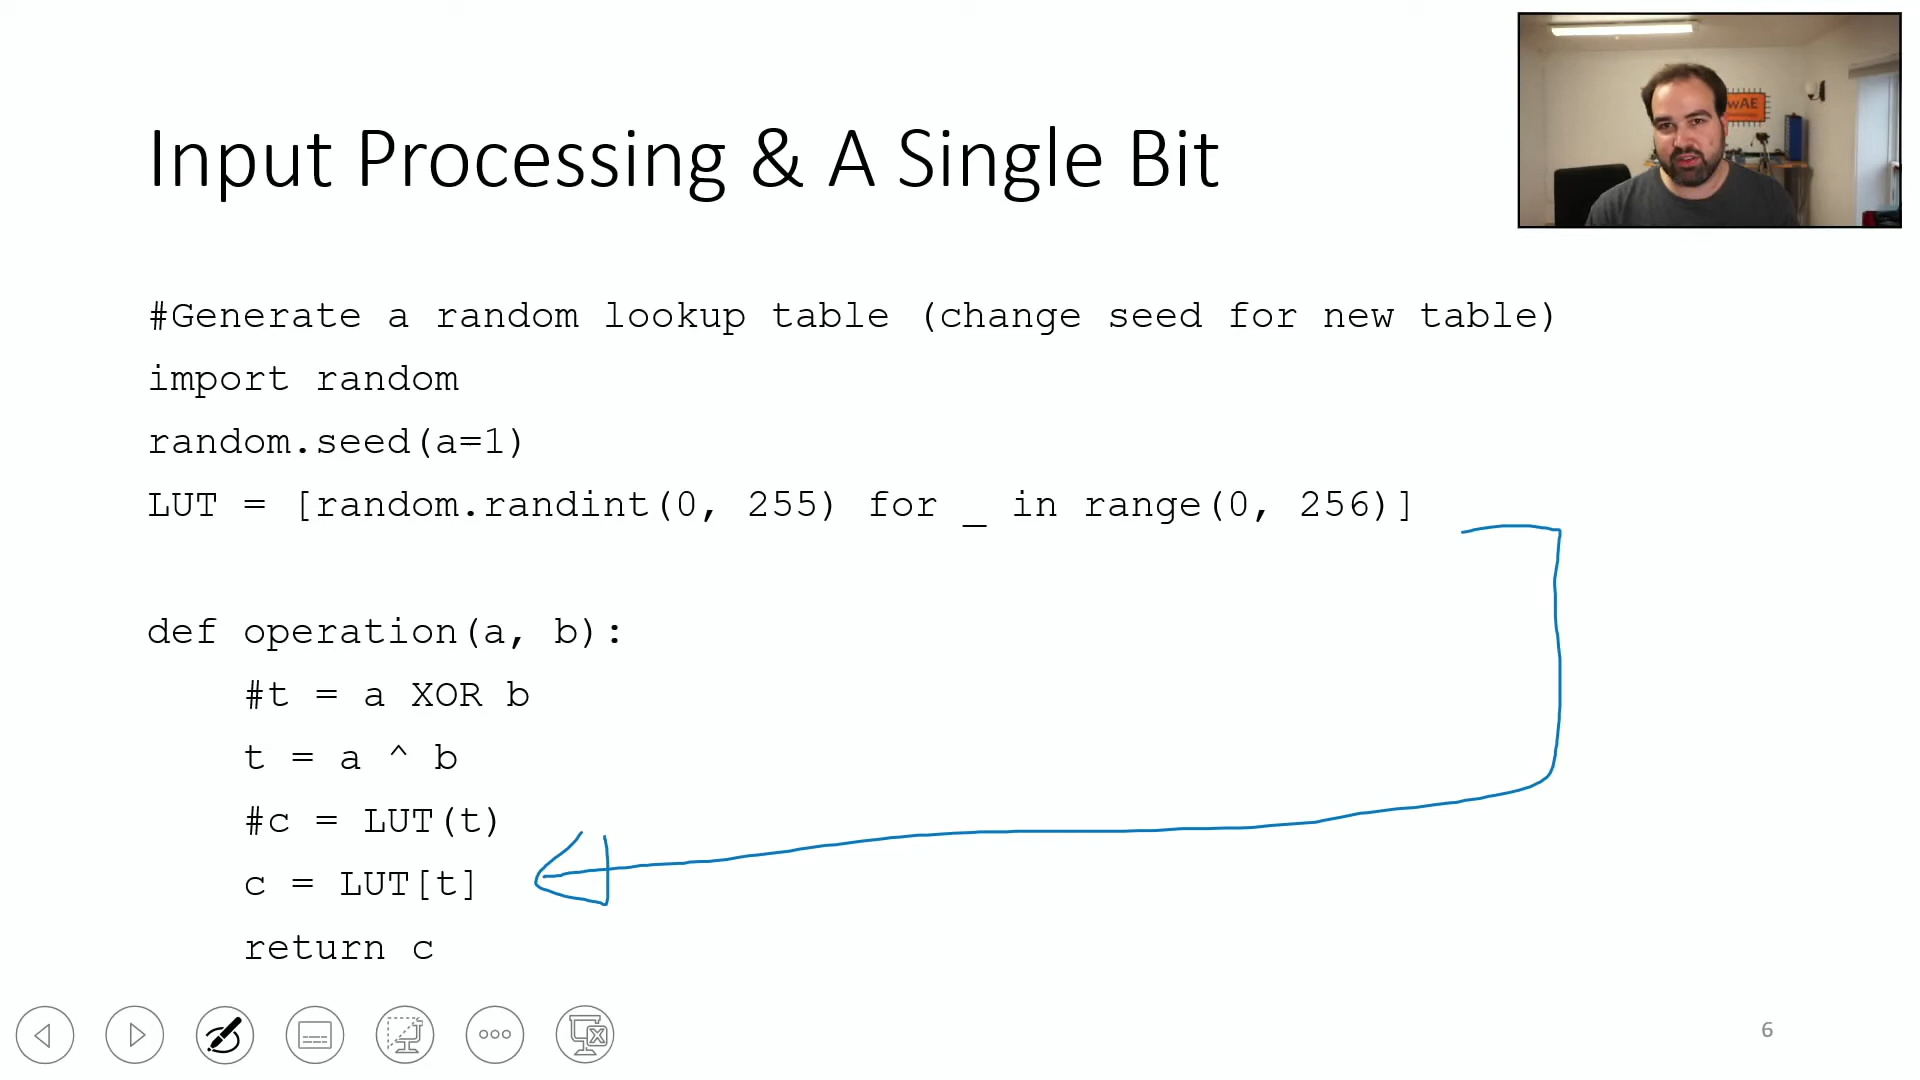 Input Processing & A Single Bit
wAE
#Generate a random lookup table (change seed for new table)
import random
random.seed(a=1)
LUT = [random.randint(0, 255) for _ in range(0, 256)]
def operation(a, b):
#t = a XOR b
t = a ^ b
#c = LUT(t)
c = LUT[t]
return c
6